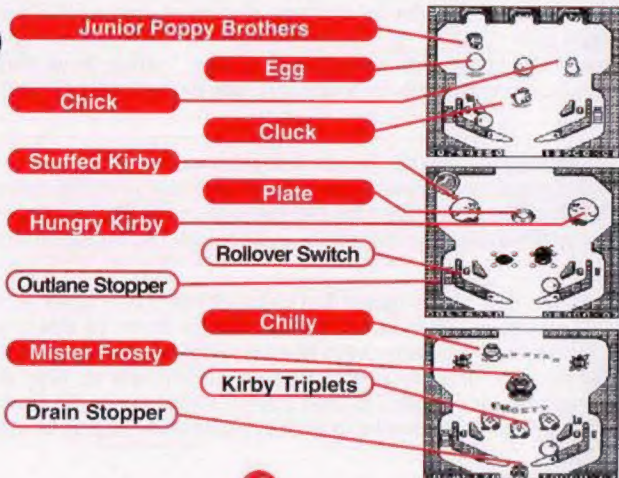 Junior Poppy Brothers
Egg
Chick
Cluck
Stuffed Kirby
Plate
Hungry Kirby
Rollover Switch
Outlane Stopper
Chilly
FROSTY
Mister Frosty
Kirby Triplets
Drain Stopper